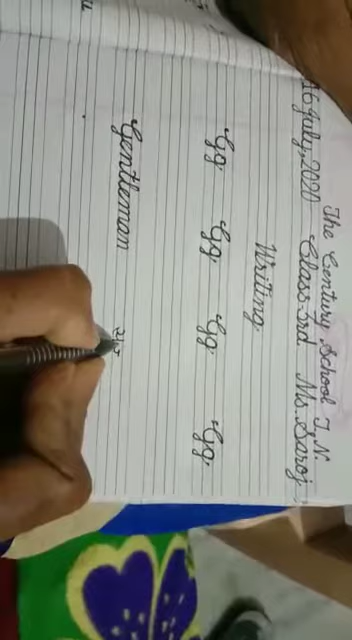 The Century School T.N.
16 July, 2020 Class 3rd Ms. Saroj
Writing
Gg. Gg. Gg. Gg.
Gentleman